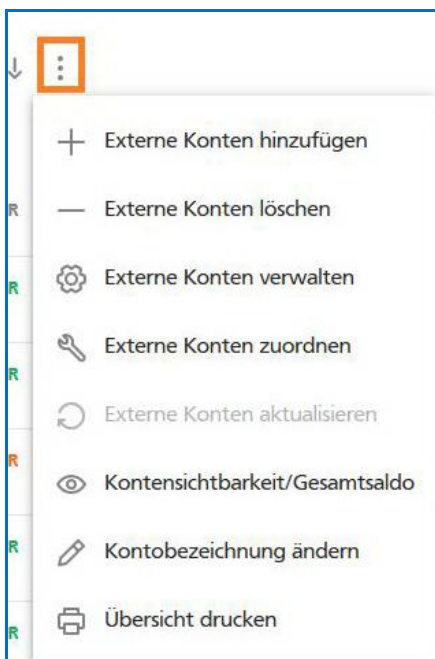 Externe Konten hinzufügen
R
Externe Konten löschen
R
Externe Konten verwalten
R
Externe Konten zuordnen
Externe Konten aktualisieren
R
Kontensichtbarkeit/Gesamtsaldo
R
Kontobezeichnung ändern
Übersicht drucken
R